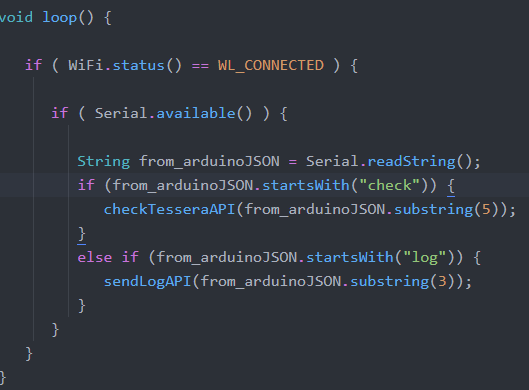 void loop() {
if ( WiFi.status() == WL_CONNECTED ) {
if ( Serial.available() ) {
String from_arduinoJSON = Serial.readString();
if (from_arduinoJSON.startsWith("check")) {
checkTesseraAPI(from_arduinoJSON.substring(5));
}
else if (from_arduinoJSON.startsWith("log")) {
sendLogAPI(from_arduinoJSON.substring(3));
}
}
}
}